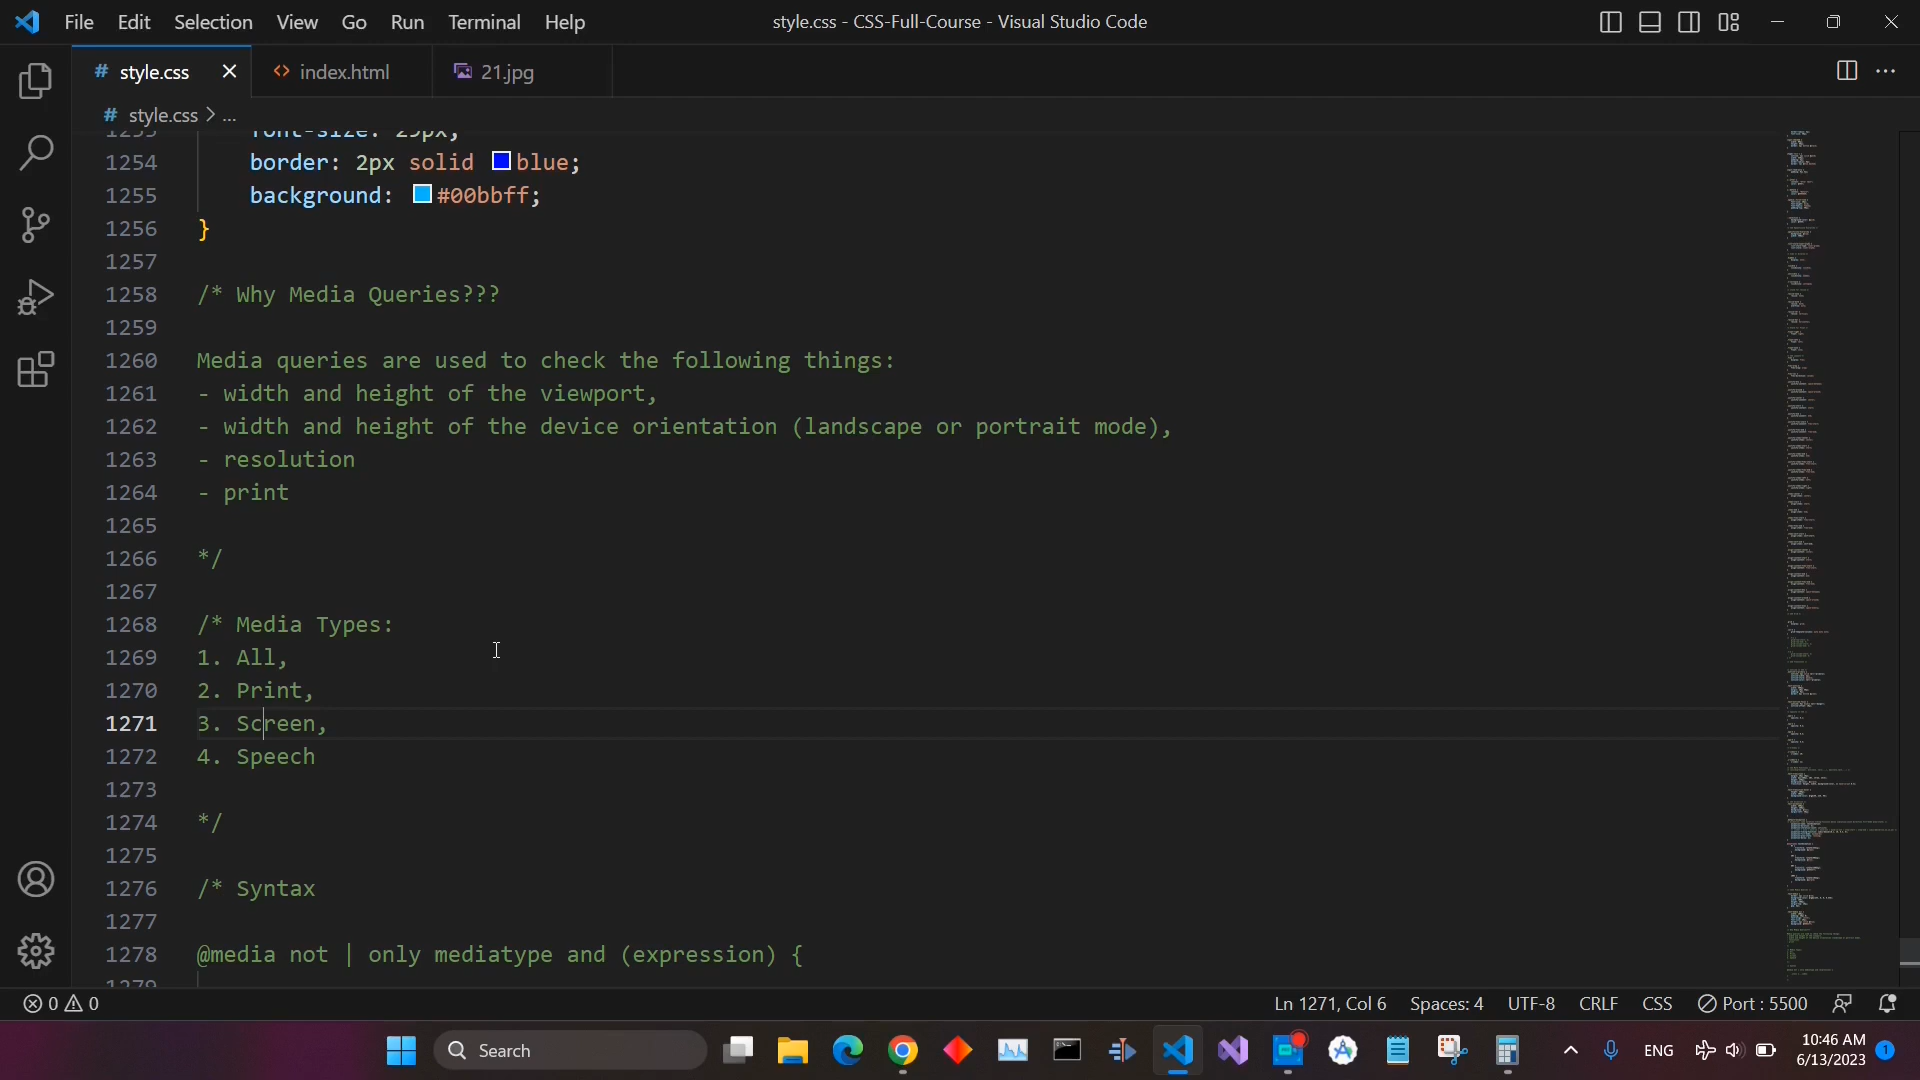 File Edit Selection View Go Run Terminal Help style.css - CSS-Full-Course - Visual Studio Code
# style.css <> index.html 21.jpg
# style.css > ...
1253 font-size: 29px;
1254 border: 2px solid blue;
1255 background: #00bbff;
1256 }
1257
1258 /* Why Media Queries???
1259
1260 Media queries are used to check the following things:
1261 - width and height of the viewport,
1262 - width and height of the device orientation (landscape or portrait mode),
1263 - resolution
1264 - print
1265
1266 */
1267
1268 /* Media Types:
1269 1. All,
1270 2. Print,
1271 3. Screen,
1272 4. Speech
1273
1274 */
1275
1276 /* Syntax
1277
1278 @media not | only mediatype and (expression) {
1279
0 0 Ln 1271, Col 6 Spaces: 4 UTF-8 CRLF CSS Port : 5500
Search ENG 10:46 AM 1
6/13/2023